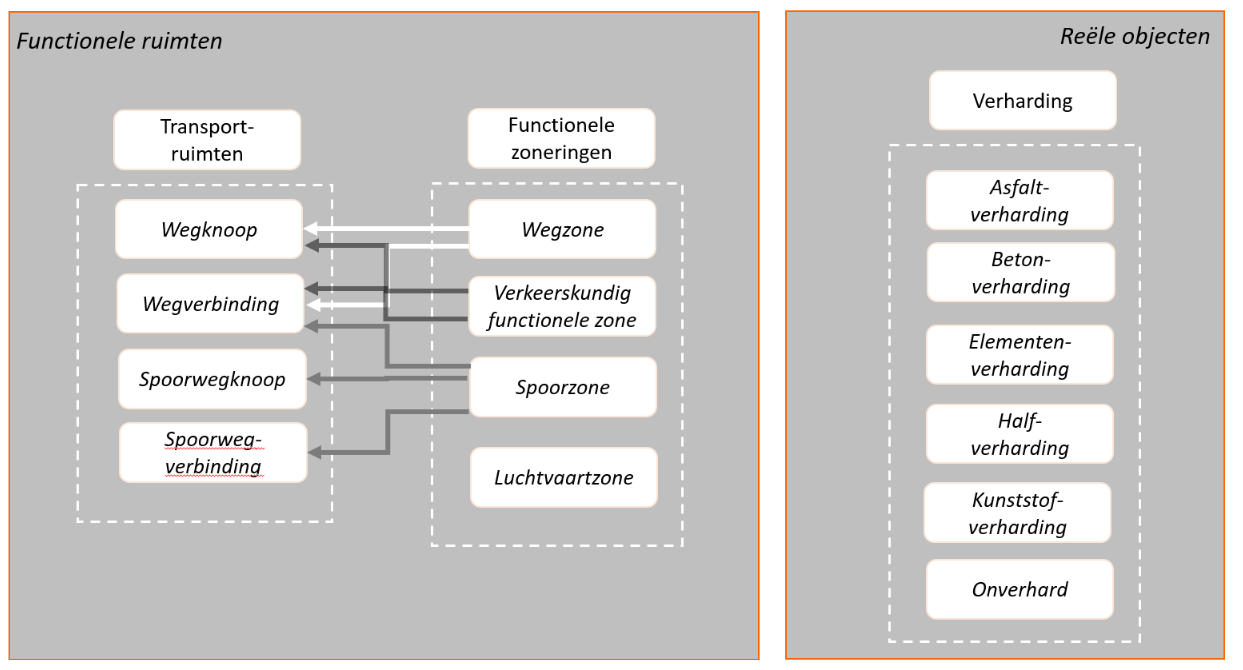 Functionele ruimten
Transport-
ruimten
Wegknoop
Wegverbinding
Spoorwegknoop
Spoorweg-
verbinding
Functionele
zoneringen
Wegzone
Verkeerskundig
functionele zone
Spoorzone
Luchtvaartzone
Reële objecten
Verharding
Asfalt-
verharding
Beton-
verharding
Elementen-
verharding
Half-
verharding
Kunststof-
verharding
Onverhard